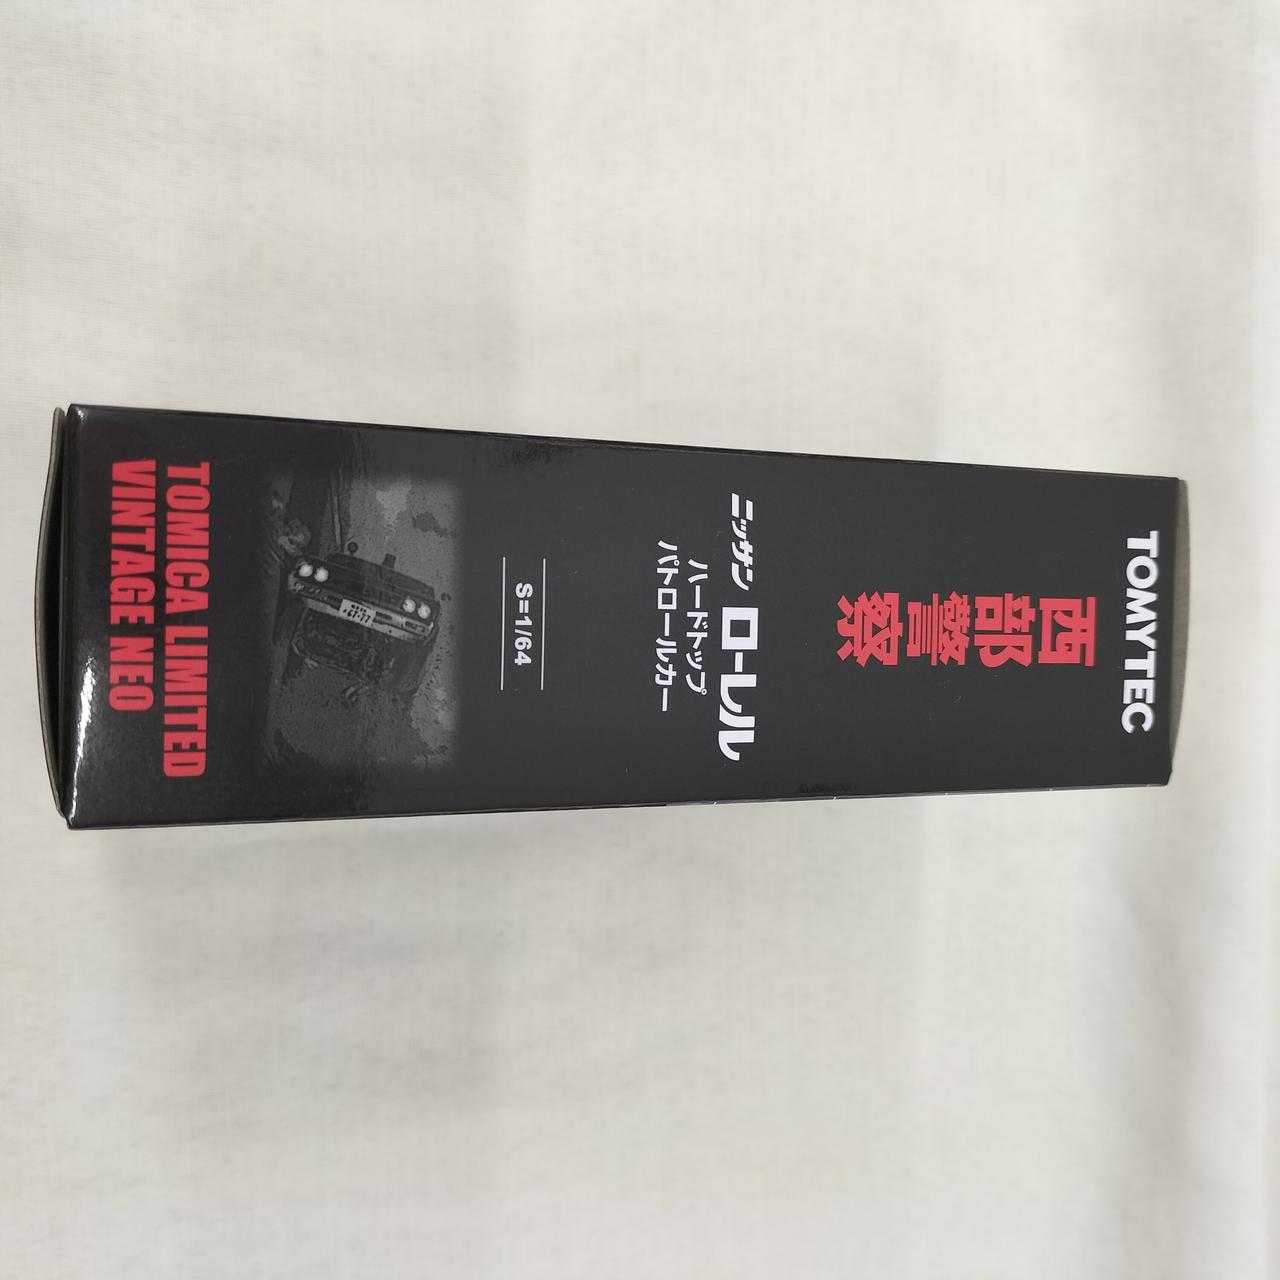 TOMYTEC
西部警察
ニッサン ローレル
ハードトップ
パトロールカー
S=1/64
TOMICA LIMITED
VINTAGE NEO